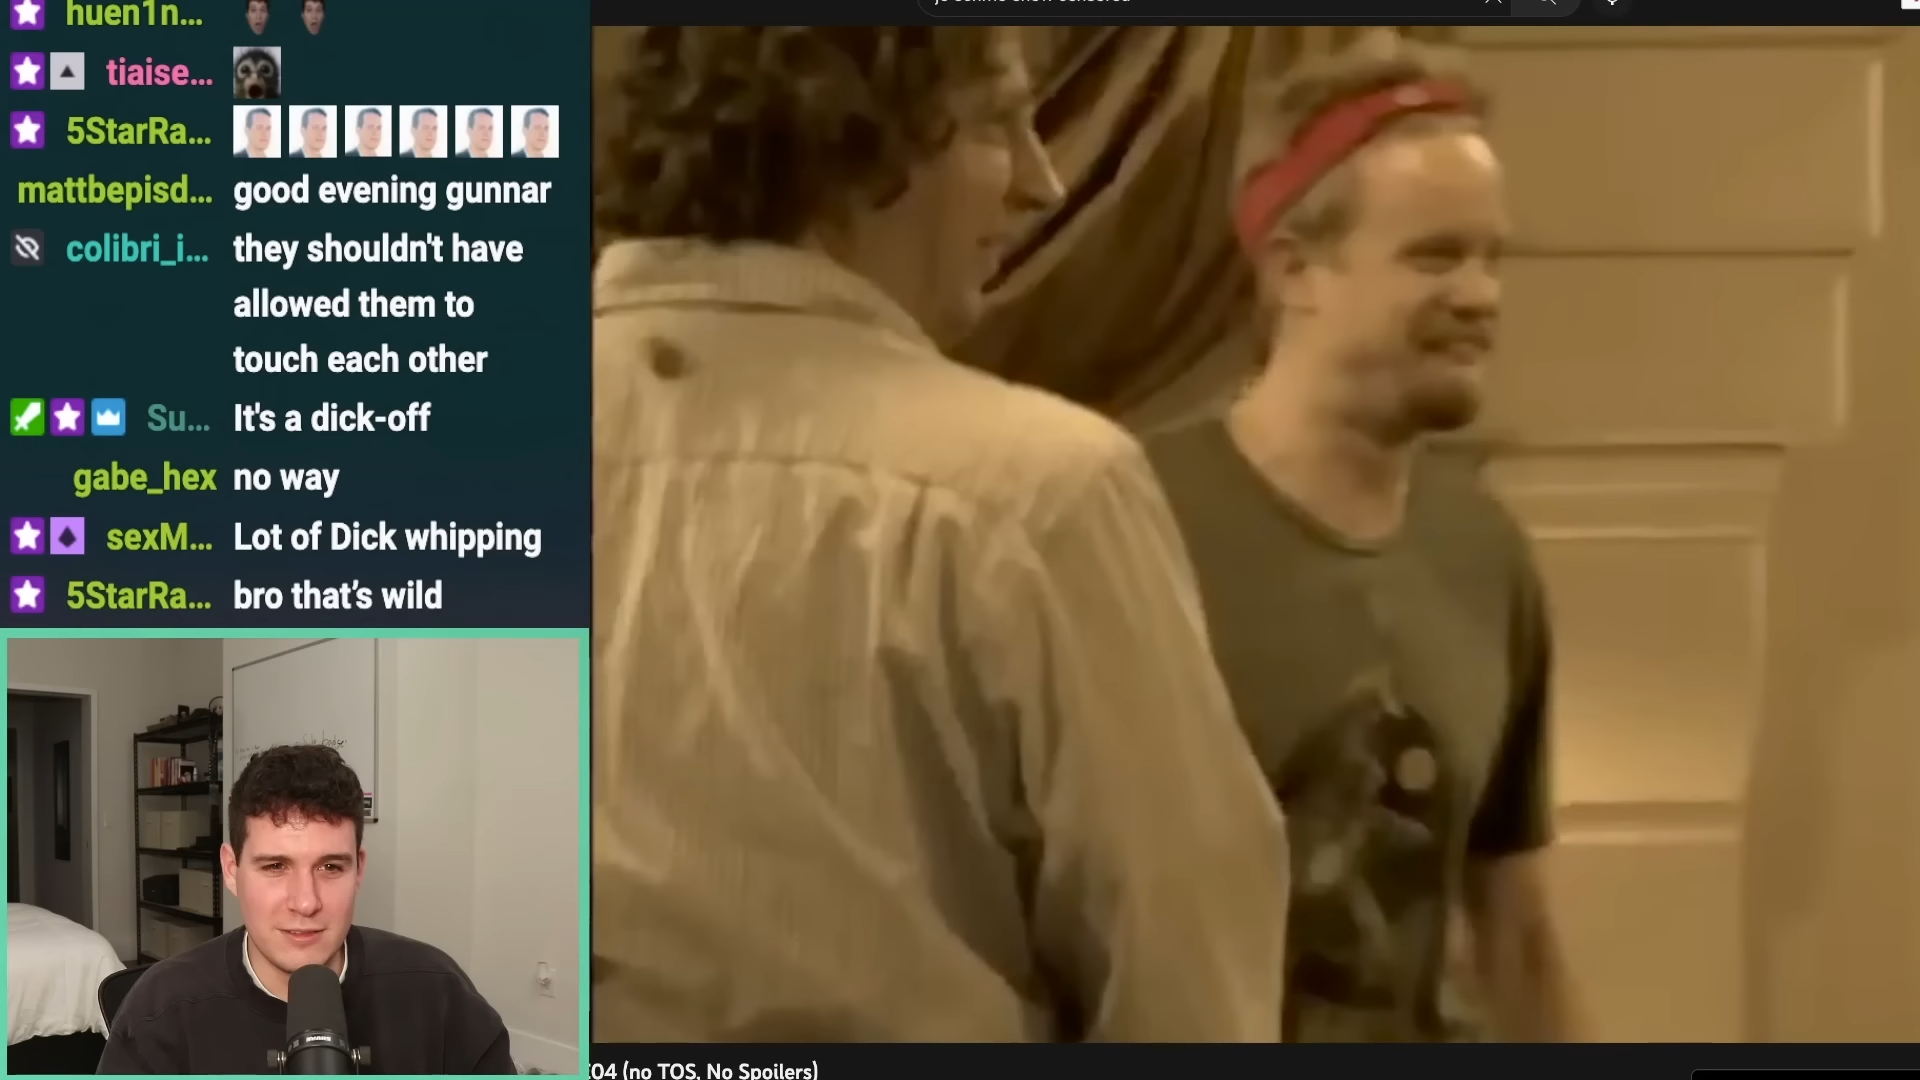 huen1n...
tiaise...
5StarRa...
mattbepisd... good evening gunnar
colibri_i... they shouldn't have
allowed them to
touch each other
Su... It's a dick-off
gabe_hex no way
sexM... Lot of Dick whipping
5StarRa... bro that's wild
04 (no TOS, No Spoilers)